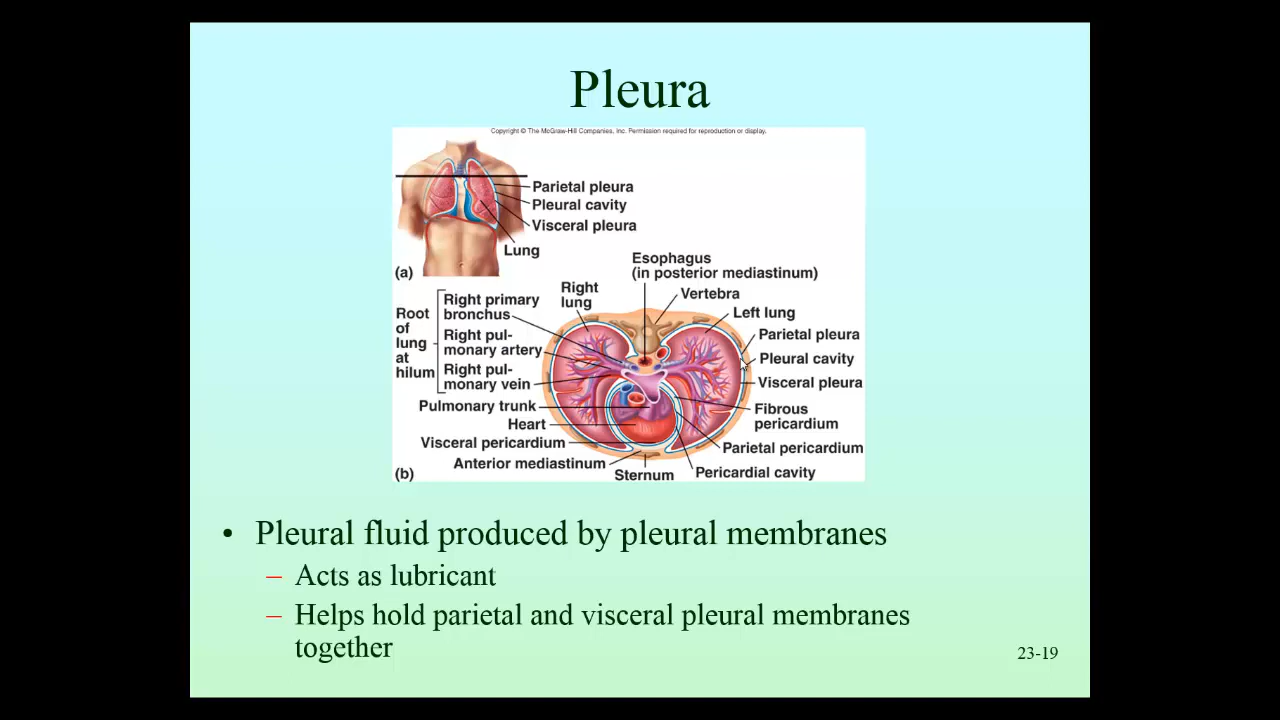 Pleura
Copyright © The McGraw-Hill Companies, Inc. Permission required for reproduction or display.
Parietal pleura
Pleural cavity
Visceral pleura
Lung
(a)
Esophagus
(in posterior mediastinum)
Right
lung
Vertebra
Left lung
Root
of
lung
at
hilum
Right primary
bronchus
Right pul-
monary artery
Right pul-
monary vein
Parietal pleura
Pleural cavity
Visceral pleura
Pulmonary trunk
Heart
Visceral pericardium
Anterior mediastinum
Fibrous
pericardium
Parietal pericardium
Pericardial cavity
Sternum
(b)
• Pleural fluid produced by pleural membranes
– Acts as lubricant
– Helps hold parietal and visceral pleural membranes
together
23-19